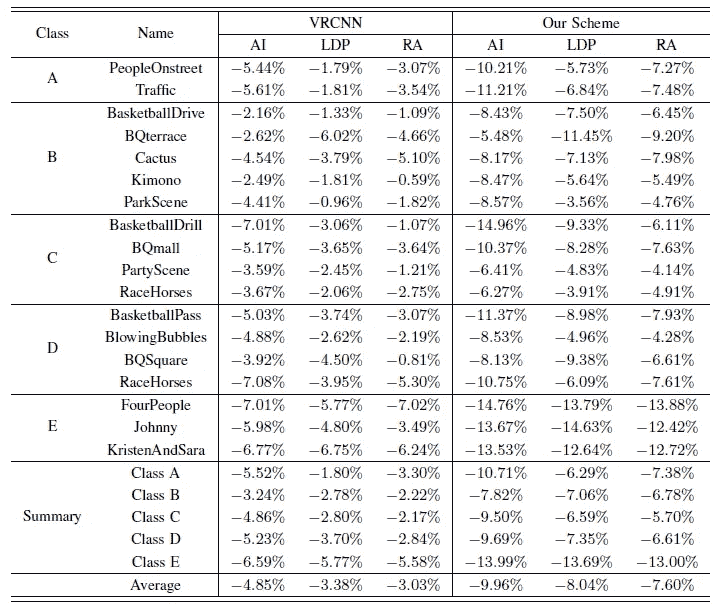 Class Name VRCNN Our Scheme
AI LDP RA AI LDP RA
A PeopleOnstreet −5.44% −1.79% −3.07% −10.21% −5.73% −7.27%
Traffic −5.61% −1.81% −3.54% −11.21% −6.84% −7.48%
B BasketballDrive −2.16% −1.33% −1.09% −8.43% −7.50% −6.45%
BQterrace −2.62% −6.02% −4.66% −5.48% −11.45% −9.20%
Cactus −4.54% −3.79% −5.10% −8.17% −7.13% −7.98%
Kimono −2.49% −1.81% −0.59% −8.47% −5.64% −5.49%
ParkScene −4.41% −0.96% −1.82% −8.57% −3.56% −4.76%
C BasketballDrill −7.01% −3.06% −1.07% −14.96% −9.33% −6.11%
BQmall −5.17% −3.65% −3.64% −10.37% −8.28% −7.63%
PartyScene −3.59% −2.45% −1.21% −6.41% −4.83% −4.14%
RaceHorses −3.67% −2.06% −2.75% −6.27% −3.91% −4.91%
D BasketballPass −5.03% −3.74% −3.07% −11.37% −8.98% −7.93%
BlowingBubbles −4.88% −2.62% −2.19% −8.53% −4.96% −4.28%
BQSquare −3.92% −4.50% −0.81% −8.13% −9.38% −6.61%
RaceHorses −7.08% −3.95% −5.30% −10.75% −6.09% −7.61%
E FourPeople −7.01% −5.77% −7.02% −14.76% −13.79% −13.88%
Johnny −5.98% −4.80% −3.49% −13.67% −14.63% −12.42%
KristenAndSara −6.77% −6.75% −6.24% −13.53% −12.64% −12.72%
Summary Class A −5.52% −1.80% −3.30% −10.71% −6.29% −7.38%
Class B −3.24% −2.78% −2.22% −7.82% −7.06% −6.78%
Class C −4.86% −2.80% −2.17% −9.50% −6.59% −5.70%
Class D −5.23% −3.70% −2.84% −9.69% −7.35% −6.61%
Class E −6.59% −5.77% −5.58% −13.99% −13.69% −13.00%
Average −4.85% −3.38% −3.03% −9.96% −8.04% −7.60%